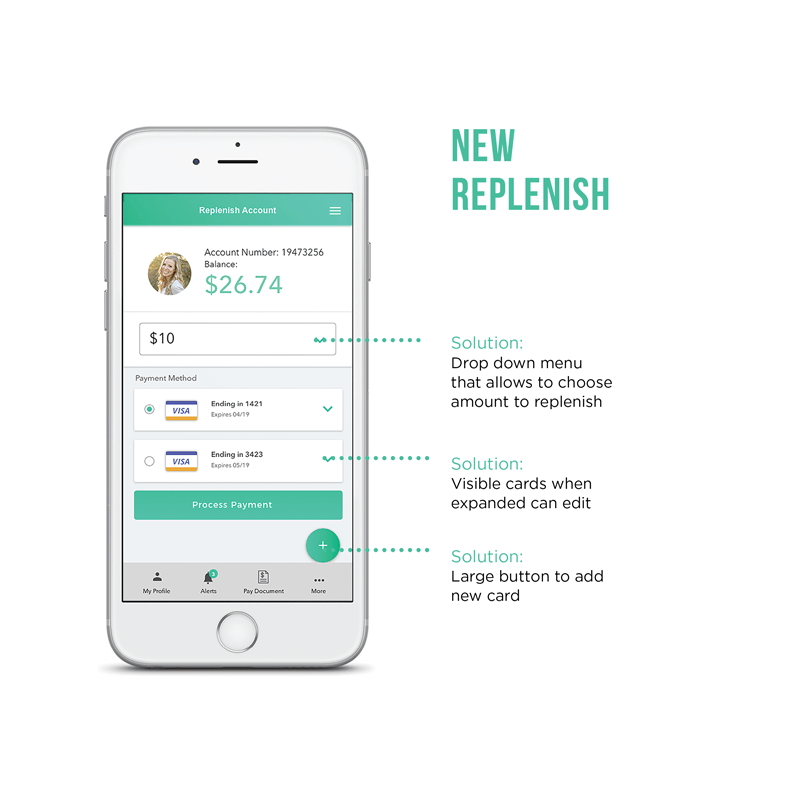 NEW
REPLENISH
Replenish Account
Account Number: 19473256
Balance:
$26.74
$10
Solution:
Drop down menu
that allows to choose
amount to replenish
Payment Method
VISA
Ending in 1421
Expires 04/19
VISA
Ending in 3423
Expires 05/19
Solution:
Visible cards when
expanded can edit
Process Payment
+
Solution:
Large button to add
new card
3
$
My Profile
Alerts
Pay Document
More